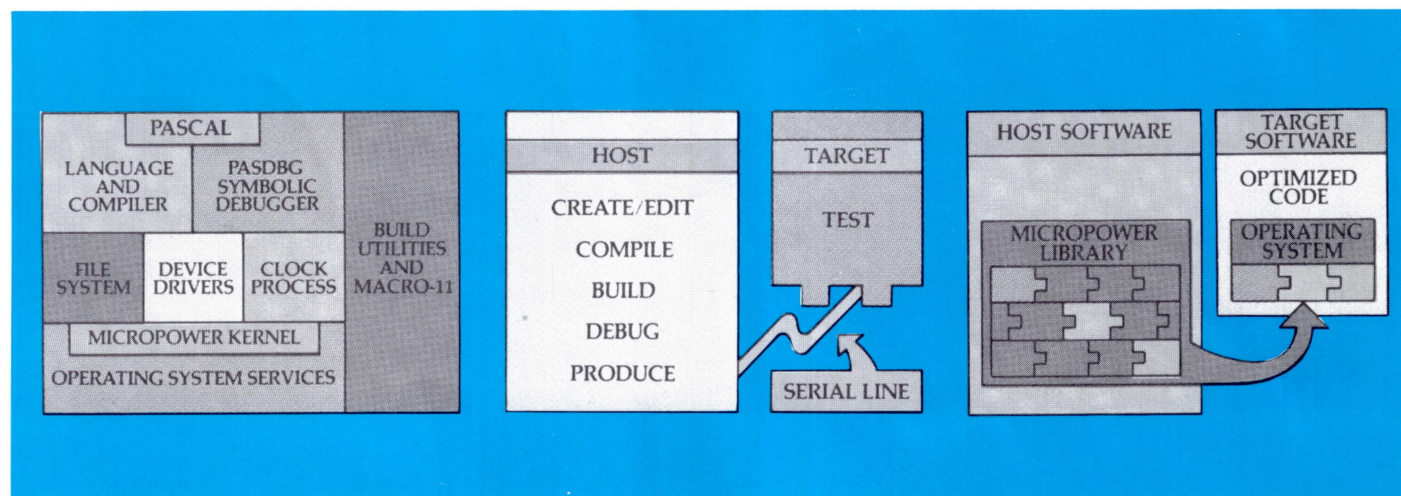 PASCAL
LANGUAGE
AND
COMPILER
PASDBG
SYMBOLIC
DEBUGGER
FILE
SYSTEM
DEVICE
DRIVERS
CLOCK
PROCESS
MICROPOWER KERNEL
OPERATING SYSTEM SERVICES
BUILD
UTILITIES
AND
MACRO-11
HOST
CREATE/EDIT
COMPILE
BUILD
DEBUG
PRODUCE
TARGET
TEST
SERIAL LINE
HOST SOFTWARE
MICROPOWER
LIBRARY
TARGET
SOFTWARE
OPTIMIZED
CODE
OPERATING
SYSTEM